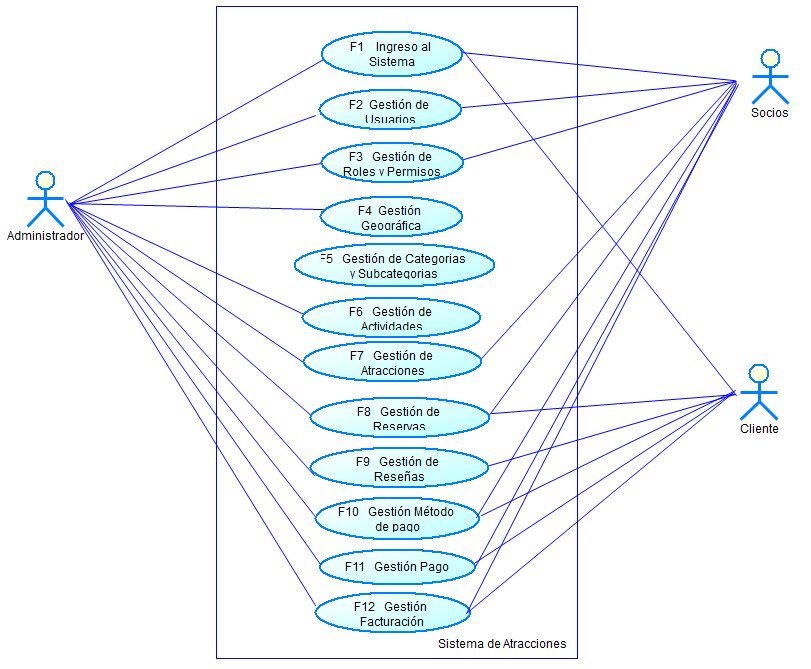 F1 Ingreso al
Sistema
F2 Gestión de
Usuarios
F3 Gestión de
Roles y Permisos
F4 Gestión
Geográfica
F5 Gestión de Categorias
y Subcategorias
F6 Gestión de
Actividades
F7 Gestión de
Atracciones
F8 Gestión de
Reservas
F9 Gestión de
Reseñas
F10 Gestión Método
de pago
F11 Gestión Pago
F12 Gestión
Facturación
Sistema de Atracciones
Administrador
Socios
Cliente